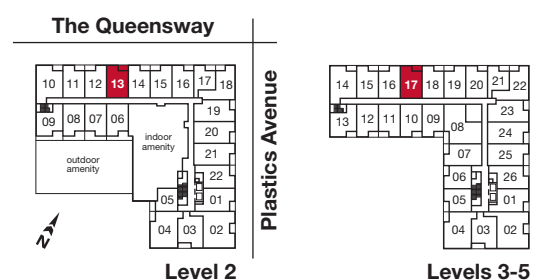 The Queensway
Plastics Avenue
10 11 12 13 14 15 16 17 18
09 08 07 06
19
20
21
22
01
02
03
04
05
indoor
amenity
outdoor
amenity
N
Level 2
14 15 16 17 18 19 20 21 22
13 12 11 10 09
08
07
06
05
04 03 02
01
26
25
24
23
Levels 3-5